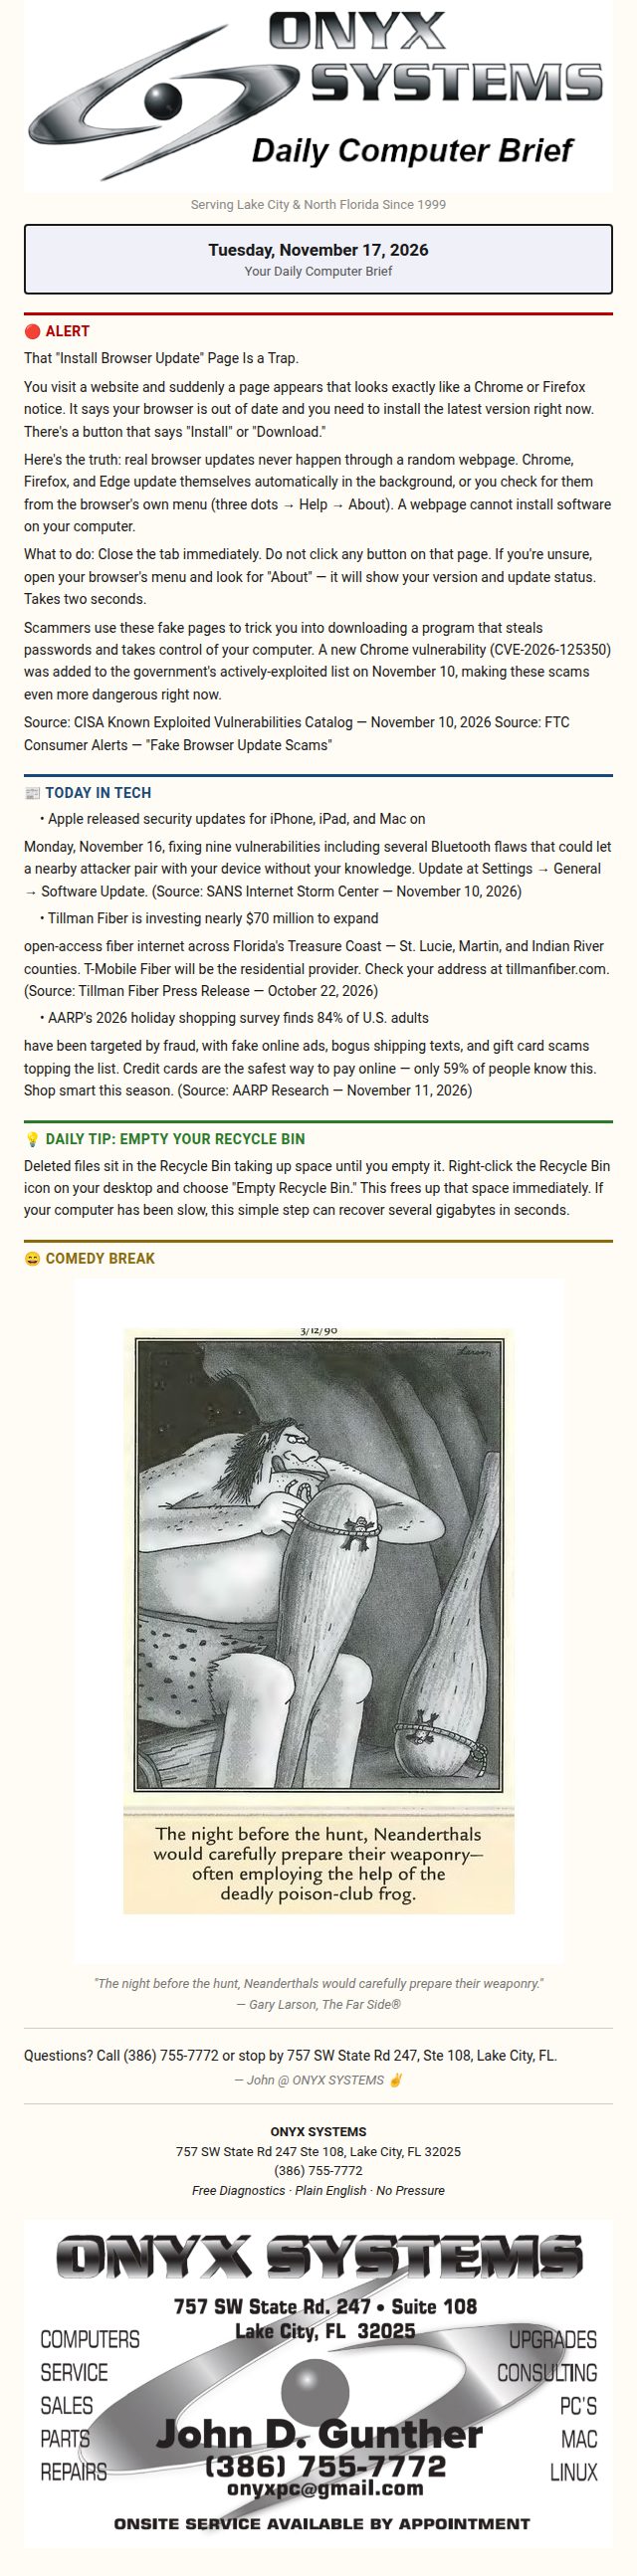 ONYX
SYSTEMS
Daily Computer Brief
Serving Lake City & North Florida Since 1999
Tuesday, November 17, 2026
Your Daily Computer Brief
🔴 ALERT
That "Install Browser Update" Page Is a Trap.
You visit a website and suddenly a page appears that looks exactly like a Chrome or Firefox
notice. It says your browser is out of date and you need to install the latest version right now.
There's a button that says "Install" or "Download."
Here's the truth: real browser updates never happen through a random webpage. Chrome,
Firefox, and Edge update themselves automatically in the background, or you check for them
from the browser's own menu (three dots → Help → About). A webpage cannot install software
on your computer.
What to do: Close the tab immediately. Do not click any button on that page. If you're unsure,
open your browser's menu and look for "About" — it will show your version and update status.
Takes two seconds.
Scammers use these fake pages to trick you into downloading a program that steals
passwords and takes control of your computer. A new Chrome vulnerability (CVE-2026-125350)
was added to the government's actively-exploited list on November 10, making these scams
even more dangerous right now.
Source: CISA Known Exploited Vulnerabilities Catalog — November 10, 2026 Source: FTC
Consumer Alerts — "Fake Browser Update Scams"
📰 TODAY IN TECH
• Apple released security updates for iPhone, iPad, and Mac on
Monday, November 16, fixing nine vulnerabilities including several Bluetooth flaws that could let
a nearby attacker pair with your device without your knowledge. Update at Settings → General
→ Software Update. (Source: SANS Internet Storm Center — November 10, 2026)
• Tillman Fiber is investing nearly $70 million to expand
open-access fiber internet across Florida's Treasure Coast — St. Lucie, Martin, and Indian River
counties. T-Mobile Fiber will be the residential provider. Check your address at tillmanfiber.com.
(Source: Tillman Fiber Press Release — October 22, 2026)
• AARP's 2026 holiday shopping survey finds 84% of U.S. adults
have been targeted by fraud, with fake online ads, bogus shipping texts, and gift card scams
topping the list. Credit cards are the safest way to pay online — only 59% of people know this.
Shop smart this season. (Source: AARP Research — November 11, 2026)
💡 DAILY TIP: EMPTY YOUR RECYCLE BIN
Deleted files sit in the Recycle Bin taking up space until you empty it. Right-click the Recycle Bin
icon on your desktop and choose "Empty Recycle Bin." This frees up that space immediately. If
your computer has been slow, this simple step can recover several gigabytes in seconds.
😄 COMEDY BREAK
3/12/90
Larson
The night before the hunt, Neanderthals
would carefully prepare their weaponry—
often employing the help of the
deadly poison-club frog.
"The night before the hunt, Neanderthals would carefully prepare their weaponry."
— Gary Larson, The Far Side®
Questions? Call (386) 755-7772 or stop by 757 SW State Rd 247, Ste 108, Lake City, FL.
— John @ ONYX SYSTEMS ✌️
ONYX SYSTEMS
757 SW State Rd 247 Ste 108, Lake City, FL 32025
(386) 755-7772
Free Diagnostics · Plain English · No Pressure
ONYX SYSTEMS
757 SW State Rd. 247 • Suite 108
Lake City, FL 32025
COMPUTERS
SERVICE
SALES
PARTS
REPAIRS
UPGRADES
CONSULTING
PC'S
MAC
LINUX
John D. Gunther
(386) 755-7772
onyxpc@gmail.com
ONSITE SERVICE AVAILABLE BY APPOINTMENT